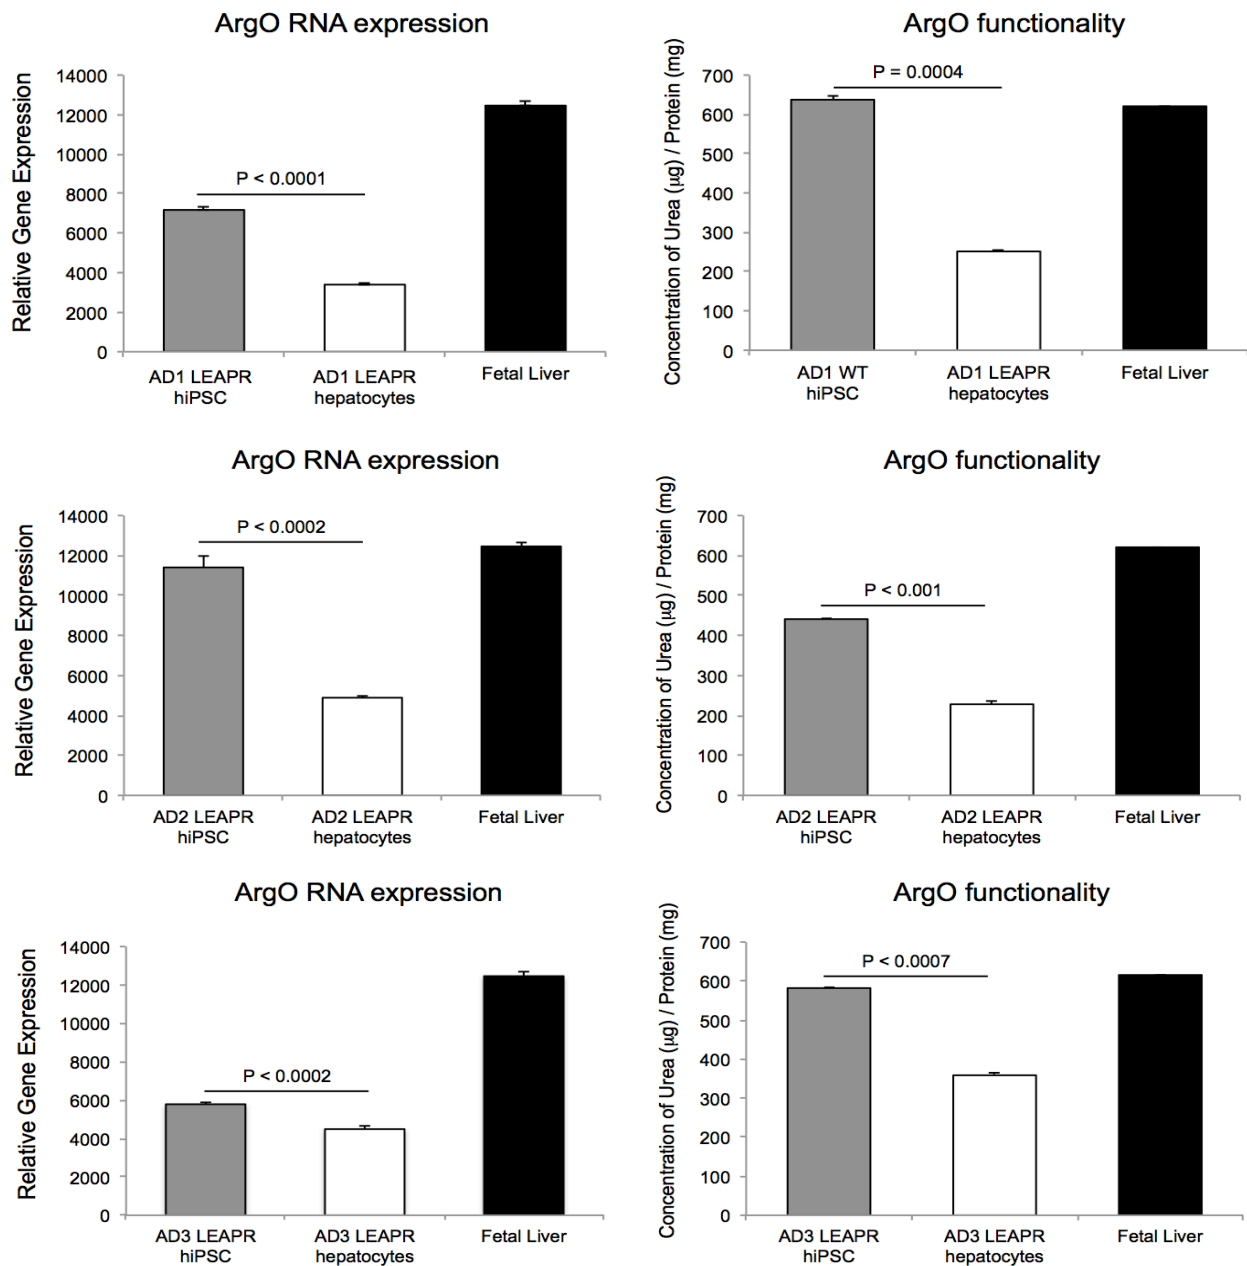 ArgO RNA expression
Relative Gene Expression
14000
12000
10000
8000
6000
4000
2000
0
P < 0.0001
AD1 LEAPR
hiPSC
AD1 LEAPR
hepatocytes
Fetal Liver
ArgO functionality
Concentration of Urea (μg) / Protein (mg)
700
600
500
400
300
200
100
0
P = 0.0004
AD1 WT
hiPSC
AD1 LEAPR
hepatocytes
Fetal Liver
ArgO RNA expression
Relative Gene Expression
14000
12000
10000
8000
6000
4000
2000
0
P < 0.0002
AD2 LEAPR
hiPSC
AD2 LEAPR
hepatocytes
Fetal Liver
ArgO functionality
Concentration of Urea (μg) / Protein (mg)
700
600
500
400
300
200
100
0
P < 0.001
AD2 LEAPR
hiPSC
AD2 LEAPR
hepatocytes
Fetal Liver
ArgO RNA expression
Relative Gene Expression
14000
12000
10000
8000
6000
4000
2000
0
P < 0.0002
AD3 LEAPR
hiPSC
AD3 LEAPR
hepatocytes
Fetal Liver
ArgO functionality
Concentration of Urea (μg) / Protein (mg)
700
600
500
400
300
200
100
0
P < 0.0007
AD3 LEAPR
hiPSC
AD3 LEAPR
hepatocytes
Fetal Liver